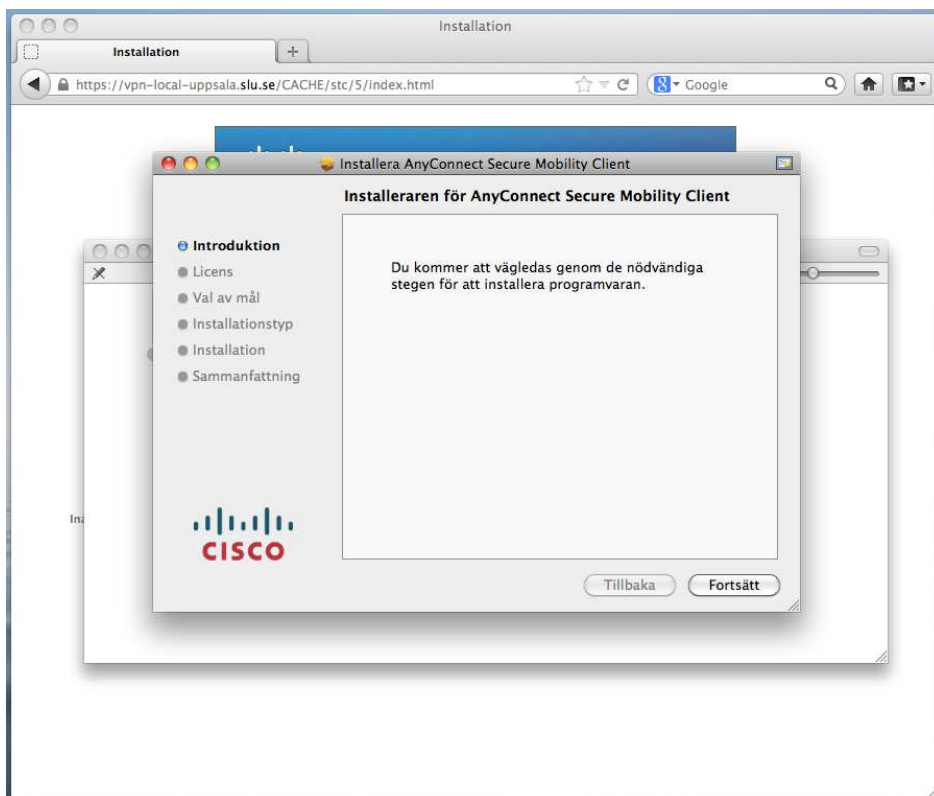 Installation
Installation
https://vpn-local-uppsala.slu.se/CACHE/stc/5/index.html
Google
Installera AnyConnect Secure Mobility Client
Installeraren för AnyConnect Secure Mobility Client
Introduktion
Licens
Val av mål
Installationstyp
Installation
Sammanfattning
Du kommer att vägledas genom de nödvändiga
stegen för att installera programvaran.
CISCO
Tillbaka
Fortsätt